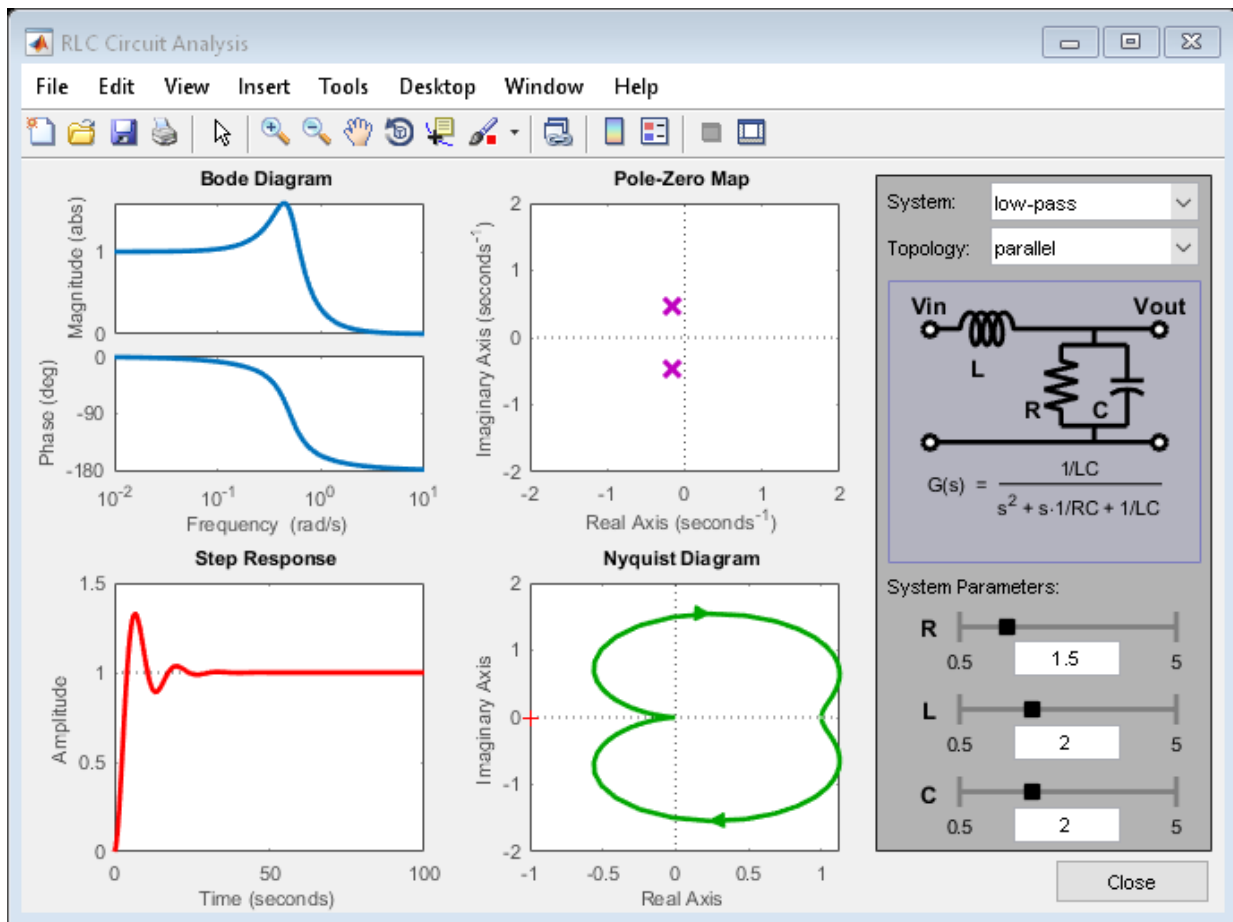 RLC Circuit Analysis
File Edit View Insert Tools Desktop Window Help
Bode Diagram
Magnitude (abs)
1
0
Phase (deg)
0
-90
-180
10^-2 10^-1 10^0 10^1
Frequency (rad/s)
Pole-Zero Map
Imaginary Axis (seconds^-1)
2
1
0
-1
-2
-2 -1 0 1 2
Real Axis (seconds^-1)
Step Response
Amplitude
1.5
1
0.5
0
0 50 100
Time (seconds)
Nyquist Diagram
Imaginary Axis
2
1
0
-1
-2
-1 -0.5 0 0.5 1
Real Axis
System: low-pass
Topology: parallel
Vin Vout
L
R C
G(s) = 1/LC
s^2 + s·1/RC + 1/LC
System Parameters:
R
0.5 1.5 5
L
0.5 2 5
C
0.5 2 5
Close